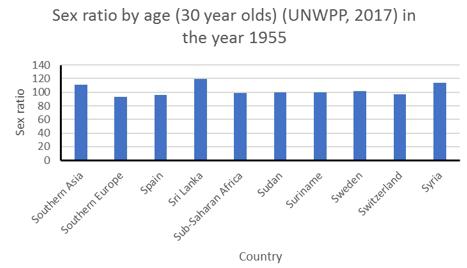 Sex ratio by age (30 year olds) (UNWPP, 2017) in
the year 1955
140
120
100
80
60
40
20
0
Sex ratio
Southern Asia
Southern Europe
Spain
Sri Lanka
Sub-Saharan Africa
Sudan
Suriname
Sweden
Switzerland
Syria
Country